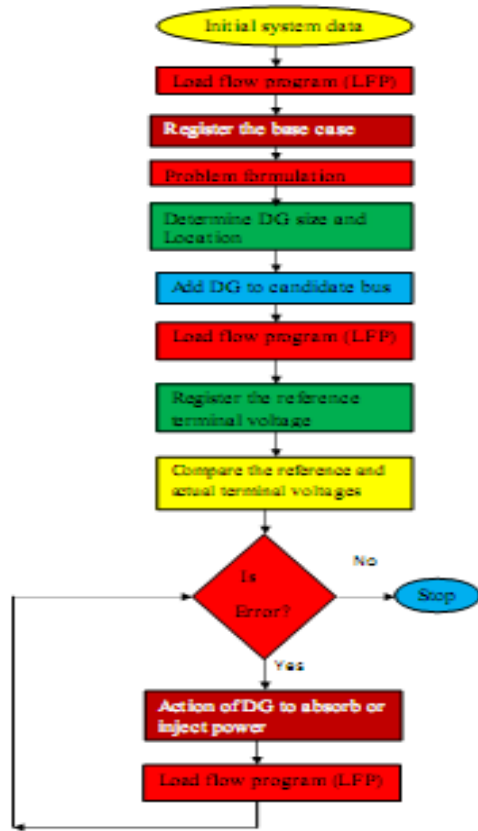 Initial system data
Load flow program (LFP)
Register the base case
Problem formulation
Determine DG size and
Location
Add DG to candidate bus
Load flow program (LFP)
Register the reference
terminal voltage
Compare the reference and
actual terminal voltages
Is
Error?
No
Stop
Yes
Action of DG to absorb or
inject power
Load flow program (LFP)